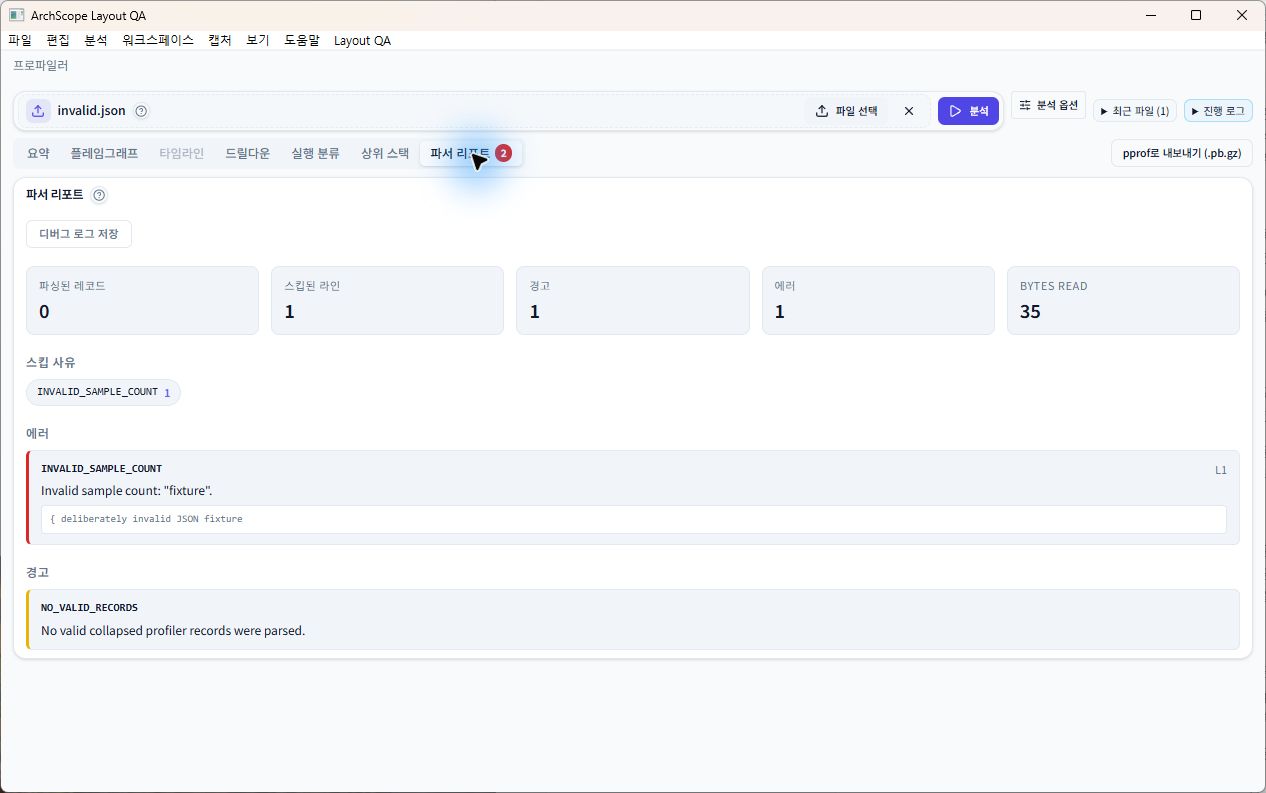 ArchScope Layout QA
파일 편집 분석 워크스페이스 캡처 보기 도움말 Layout QA
프로파일러
invalid.json ? 파일 선택 분석 분석 옵션 ▶ 최근 파일 (1) ▶ 진행 로그
요약 플레임그래프 타임라인 드릴다운 실행 분류 상위 스택 파서 리포트 2 pprof로 내보내기 (.pb.gz)
파서 리포트 ?
디버그 로그 저장
파싱된 레코드 스킵된 라인 경고 에러 BYTES READ
0 1 1 1 35
스킵 사유
INVALID_SAMPLE_COUNT 1
에러
INVALID_SAMPLE_COUNT L1
Invalid sample count: "fixture".
{ deliberately invalid JSON fixture
경고
NO_VALID_RECORDS
No valid collapsed profiler records were parsed.